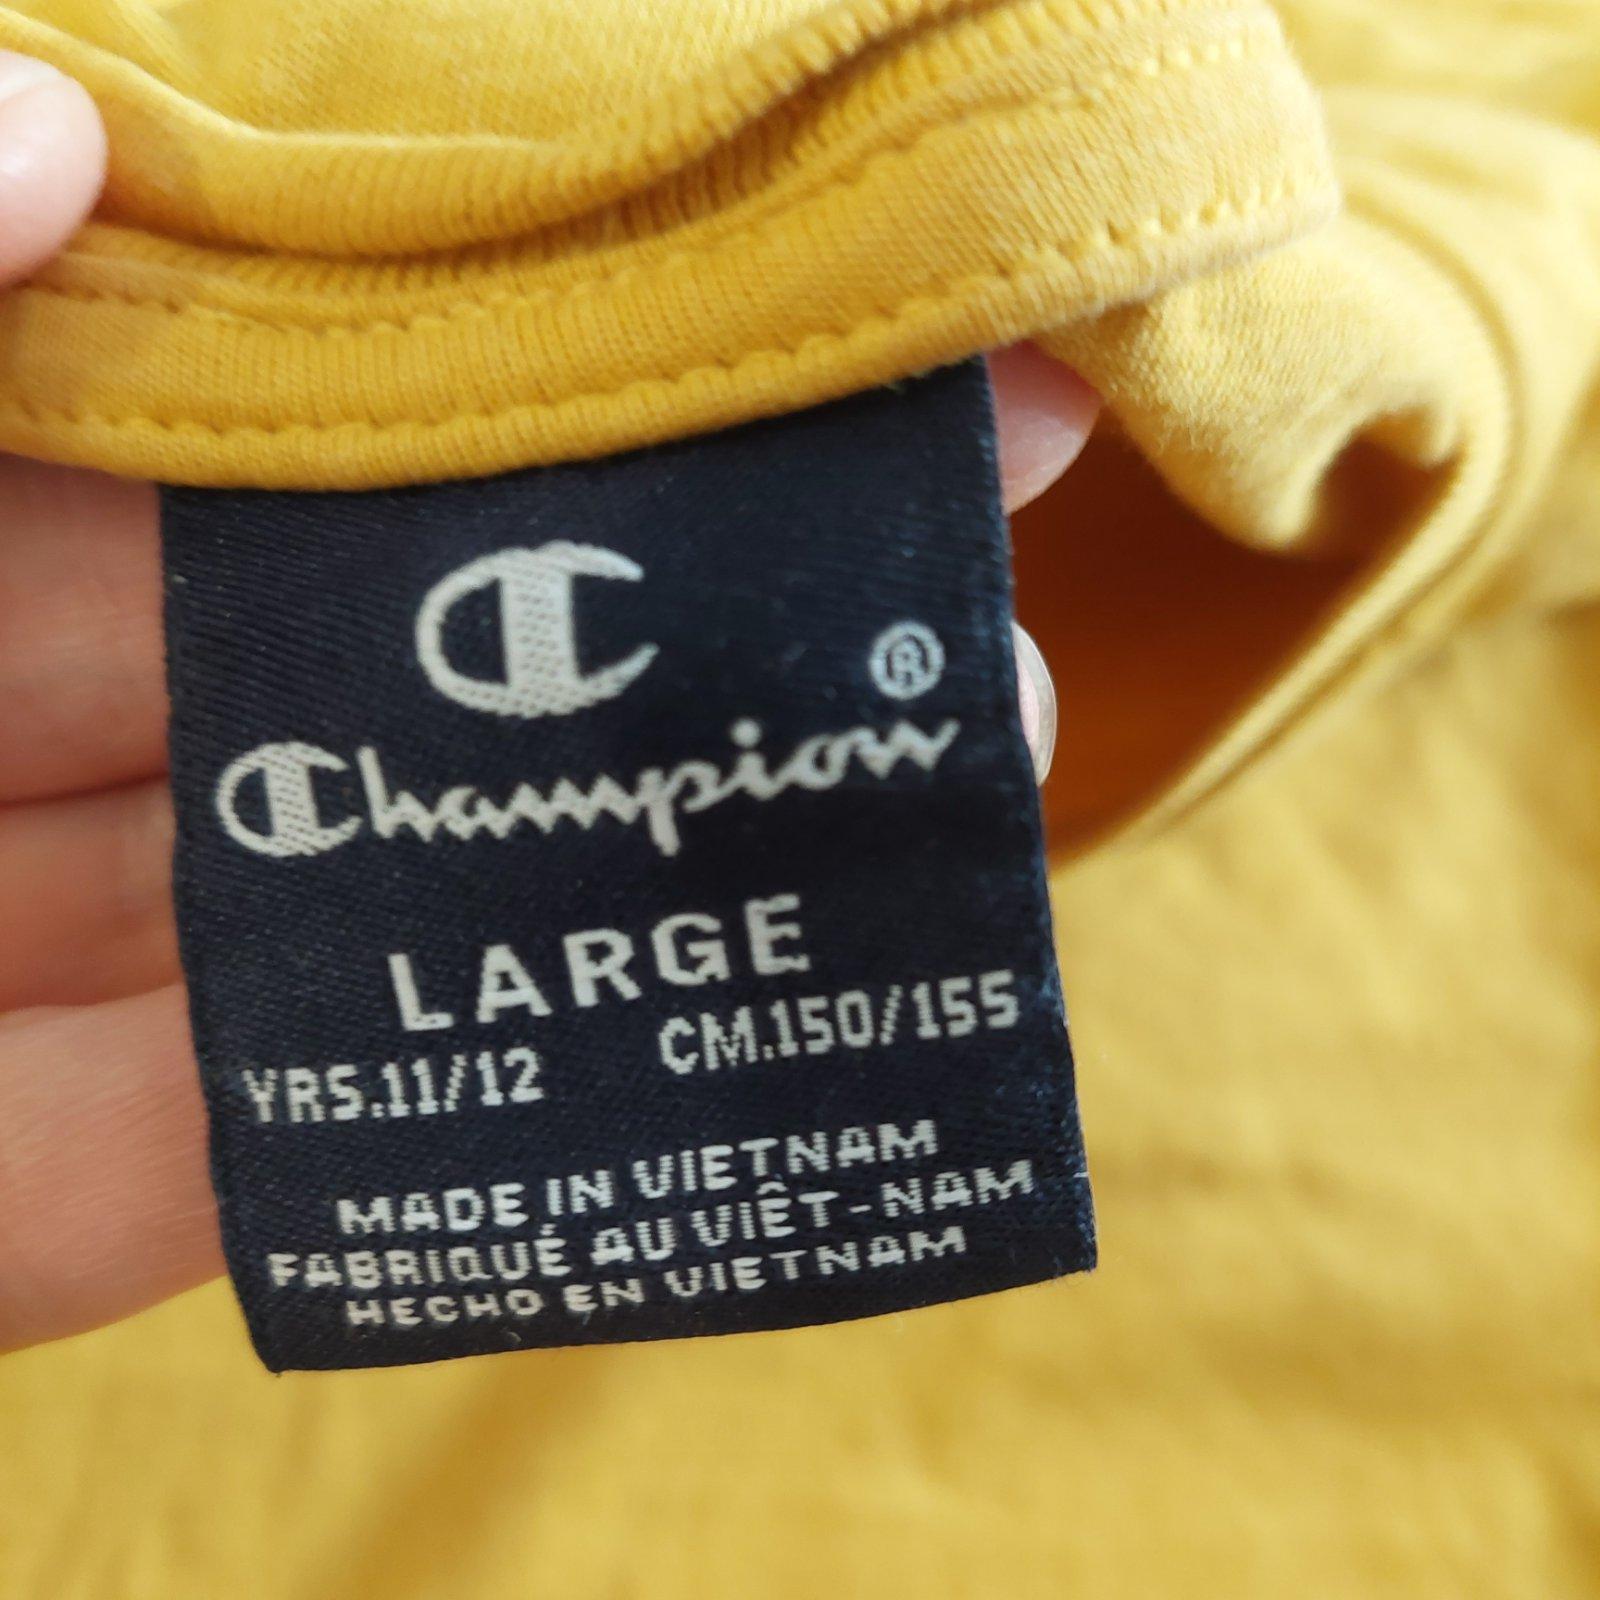 C
®
Champion
LARGE
YRS.11/12 CM.150/155
MADE IN VIETNAM
FABRIQUÉ AU VIÊT-NAM
HECHO EN VIETNAM